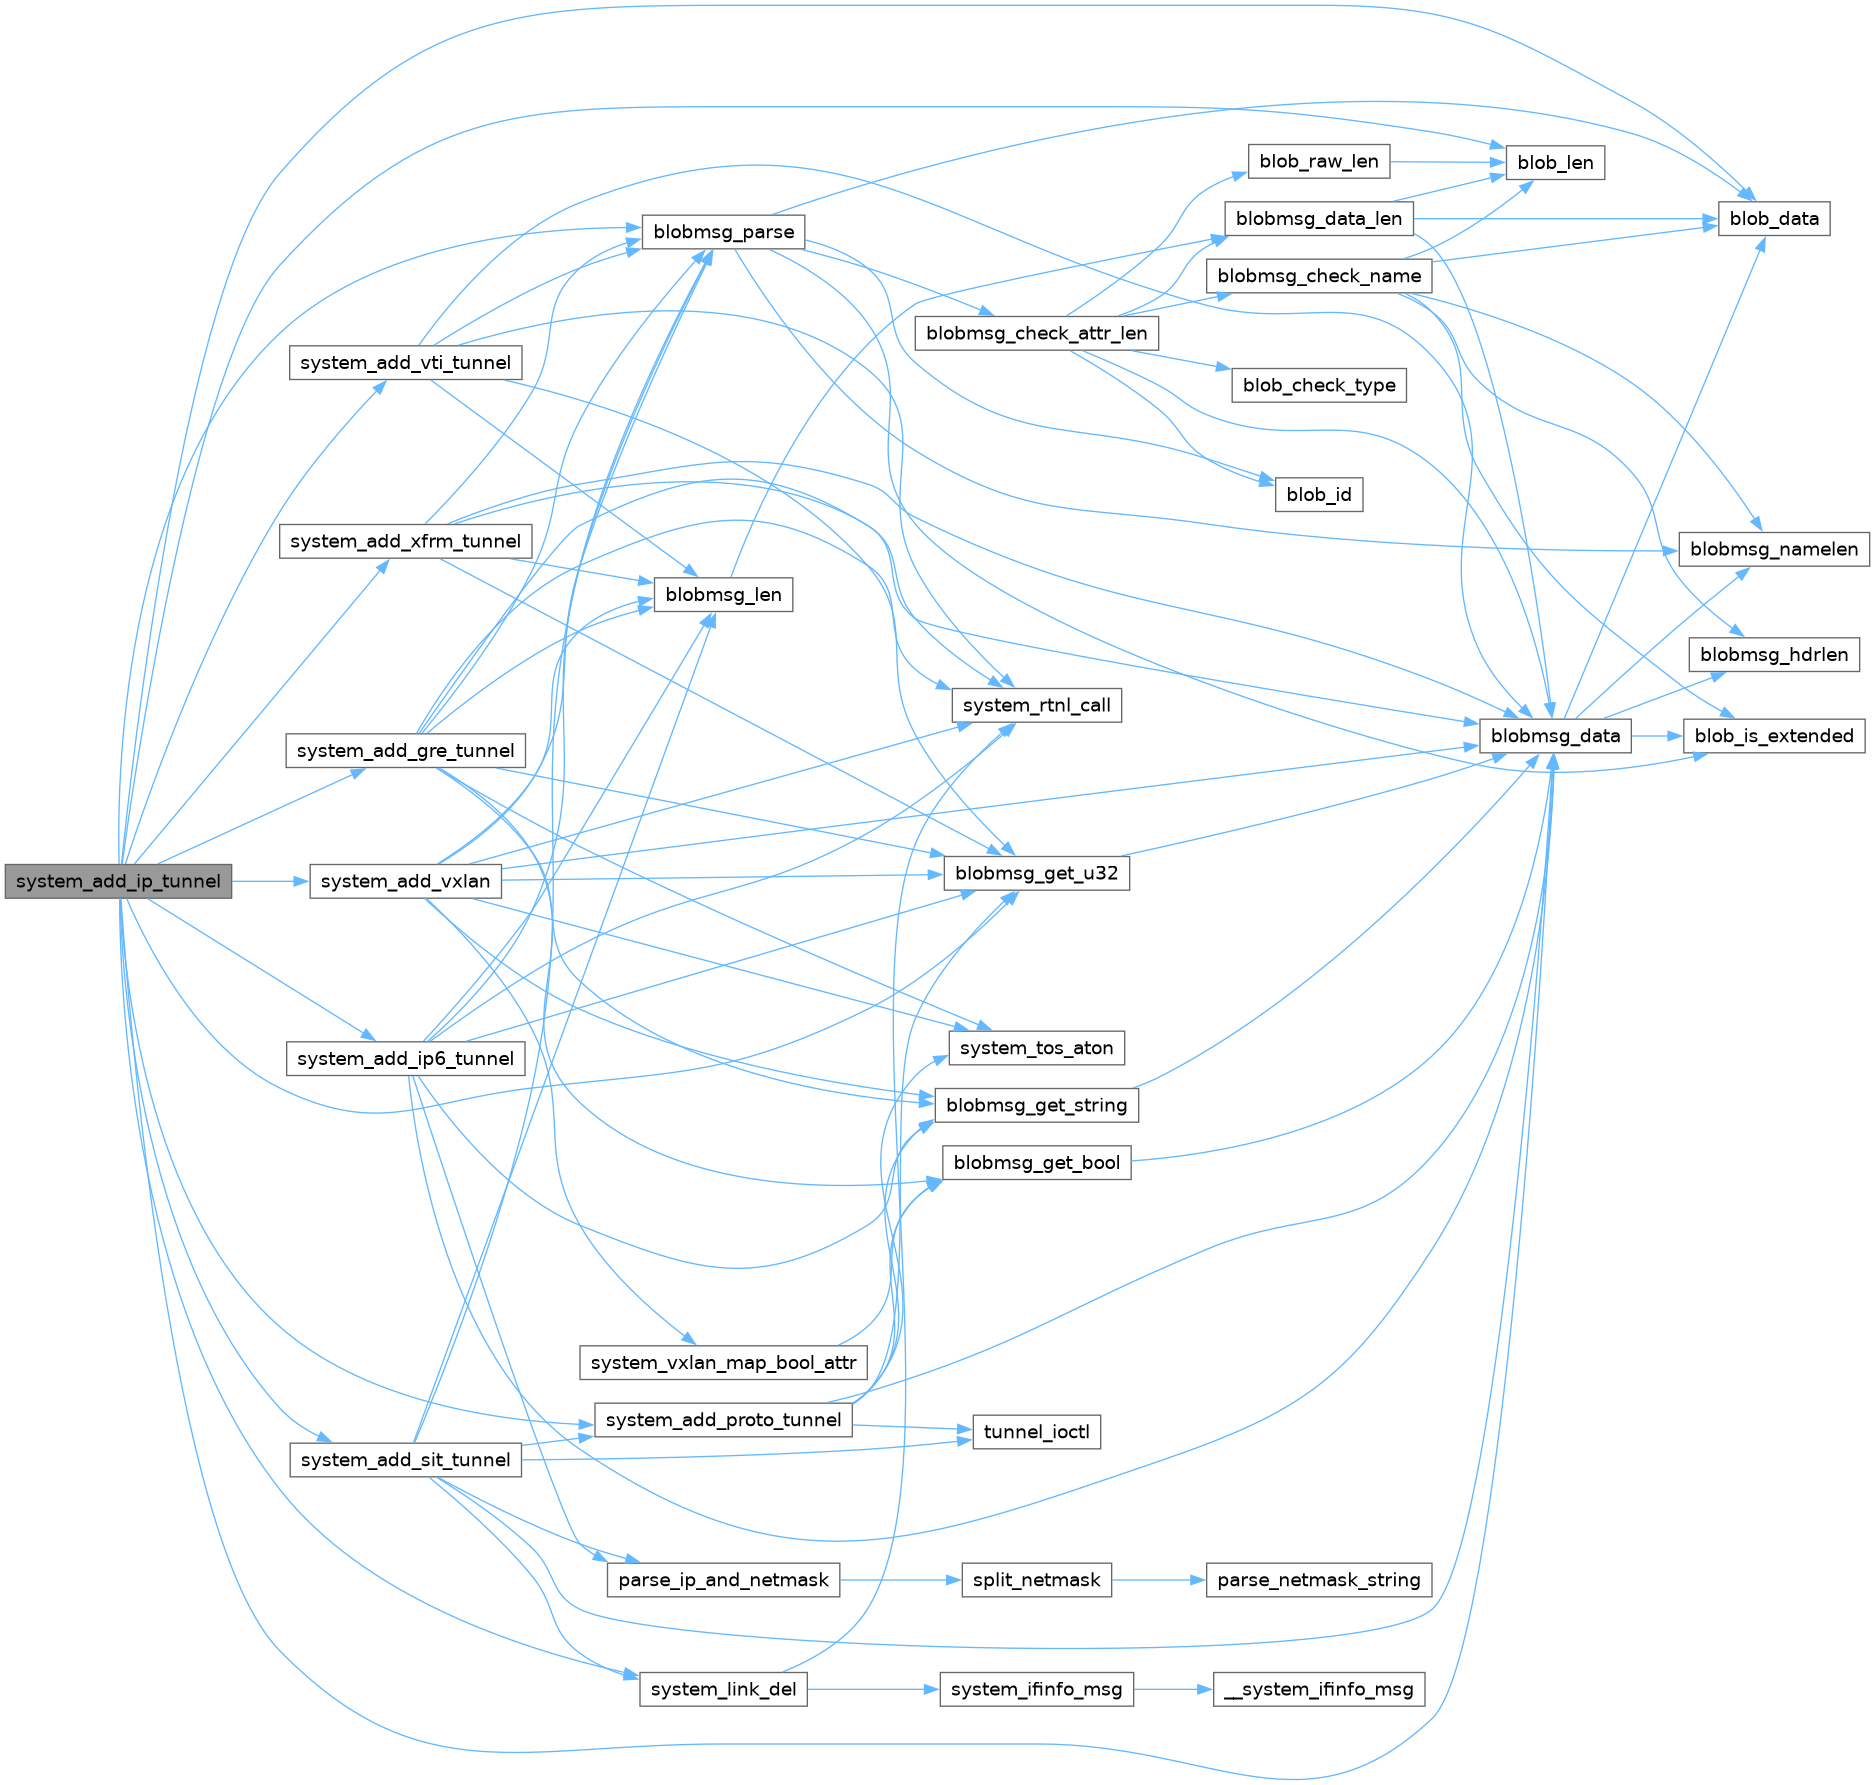 system_add_ip_tunnel
system_add_vti_tunnel
system_add_xfrm_tunnel
system_add_gre_tunnel
system_add_vxlan
system_add_ip6_tunnel
system_add_sit_tunnel
blobmsg_parse
blobmsg_len
system_vxlan_map_bool_attr
system_add_proto_tunnel
parse_ip_and_netmask
system_link_del
blobmsg_check_attr_len
system_rtnl_call
blobmsg_get_u32
system_tos_aton
blobmsg_get_string
blobmsg_get_bool
tunnel_ioctl
split_netmask
system_ifinfo_msg
blob_raw_len
blobmsg_data_len
blobmsg_check_name
blob_check_type
blob_id
parse_netmask_string
__system_ifinfo_msg
blob_len
blobmsg_data
blob_data
blobmsg_namelen
blobmsg_hdrlen
blob_is_extended